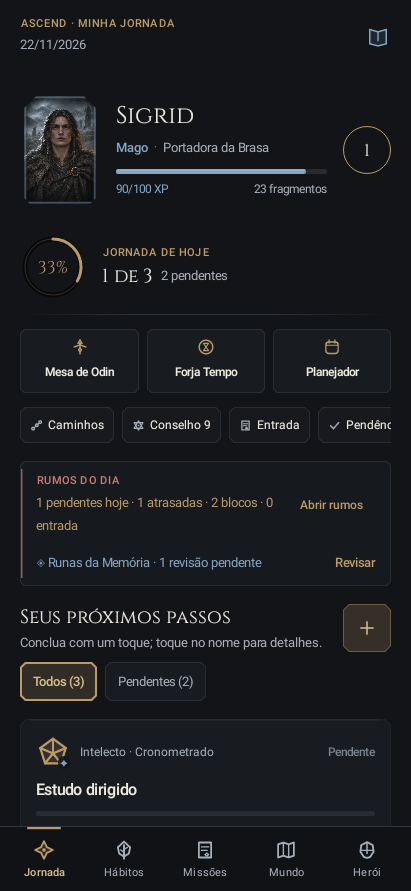 ASCEND · MINHA JORNADA
22/11/2026
Sigrid
Mago · Portadora da Brasa
1
90/100 XP
23 fragmentos
33%
JORNADA DE HOJE
1 de 3 2 pendentes
Mesa de Odin
Forja Tempo
Planejador
Caminhos
Conselho 9
Entrada
Pendênc
RUMOS DO DIA
1 pendentes hoje · 1 atrasadas · 2 blocos · 0
entrada
Abrir rumos
Runas da Memória · 1 revisão pendente
Revisar
Seus próximos passos
Conclua com um toque; toque no nome para detalhes.
Todos (3)
Pendentes (2)
Intelecto · Cronometrado
Pendente
Estudo dirigido
Jornada
Hábitos
Missões
Mundo
Herói